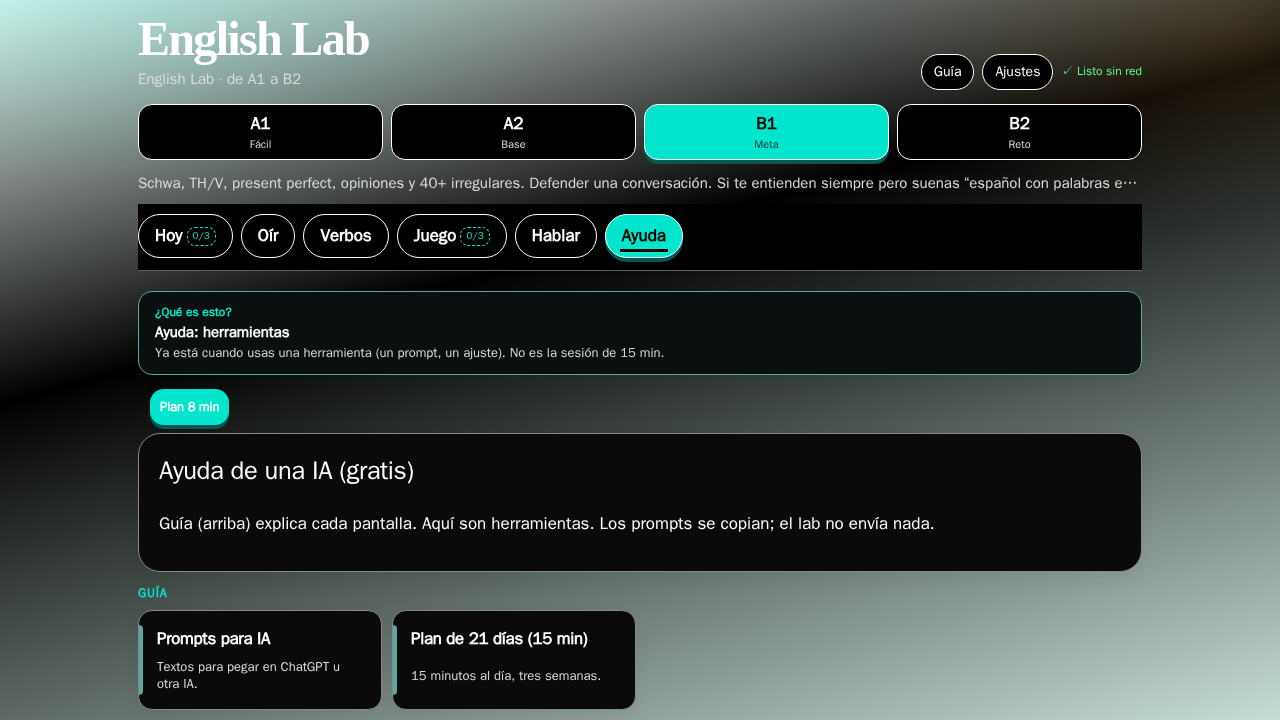 English Lab
English Lab · de A1 a B2
Guía
Ajustes
✓ Listo sin red
A1
Fácil
A2
Base
B1
Meta
B2
Reto
Schwa, TH/V, present perfect, opiniones y 40+ irregulares. Defender una conversación. Si te entienden siempre pero suenas “español con palabras e…
Hoy 0/3
Oír
Verbos
Juego 0/3
Hablar
Ayuda
¿Qué es esto?
Ayuda: herramientas
Ya está cuando usas una herramienta (un prompt, un ajuste). No es la sesión de 15 min.
Plan 8 min
Ayuda de una IA (gratis)
Guía (arriba) explica cada pantalla. Aquí son herramientas. Los prompts se copian; el lab no envía nada.
GUÍA
Prompts para IA
Textos para pegar en ChatGPT u
otra IA.
Plan de 21 días (15 min)
15 minutos al día, tres semanas.